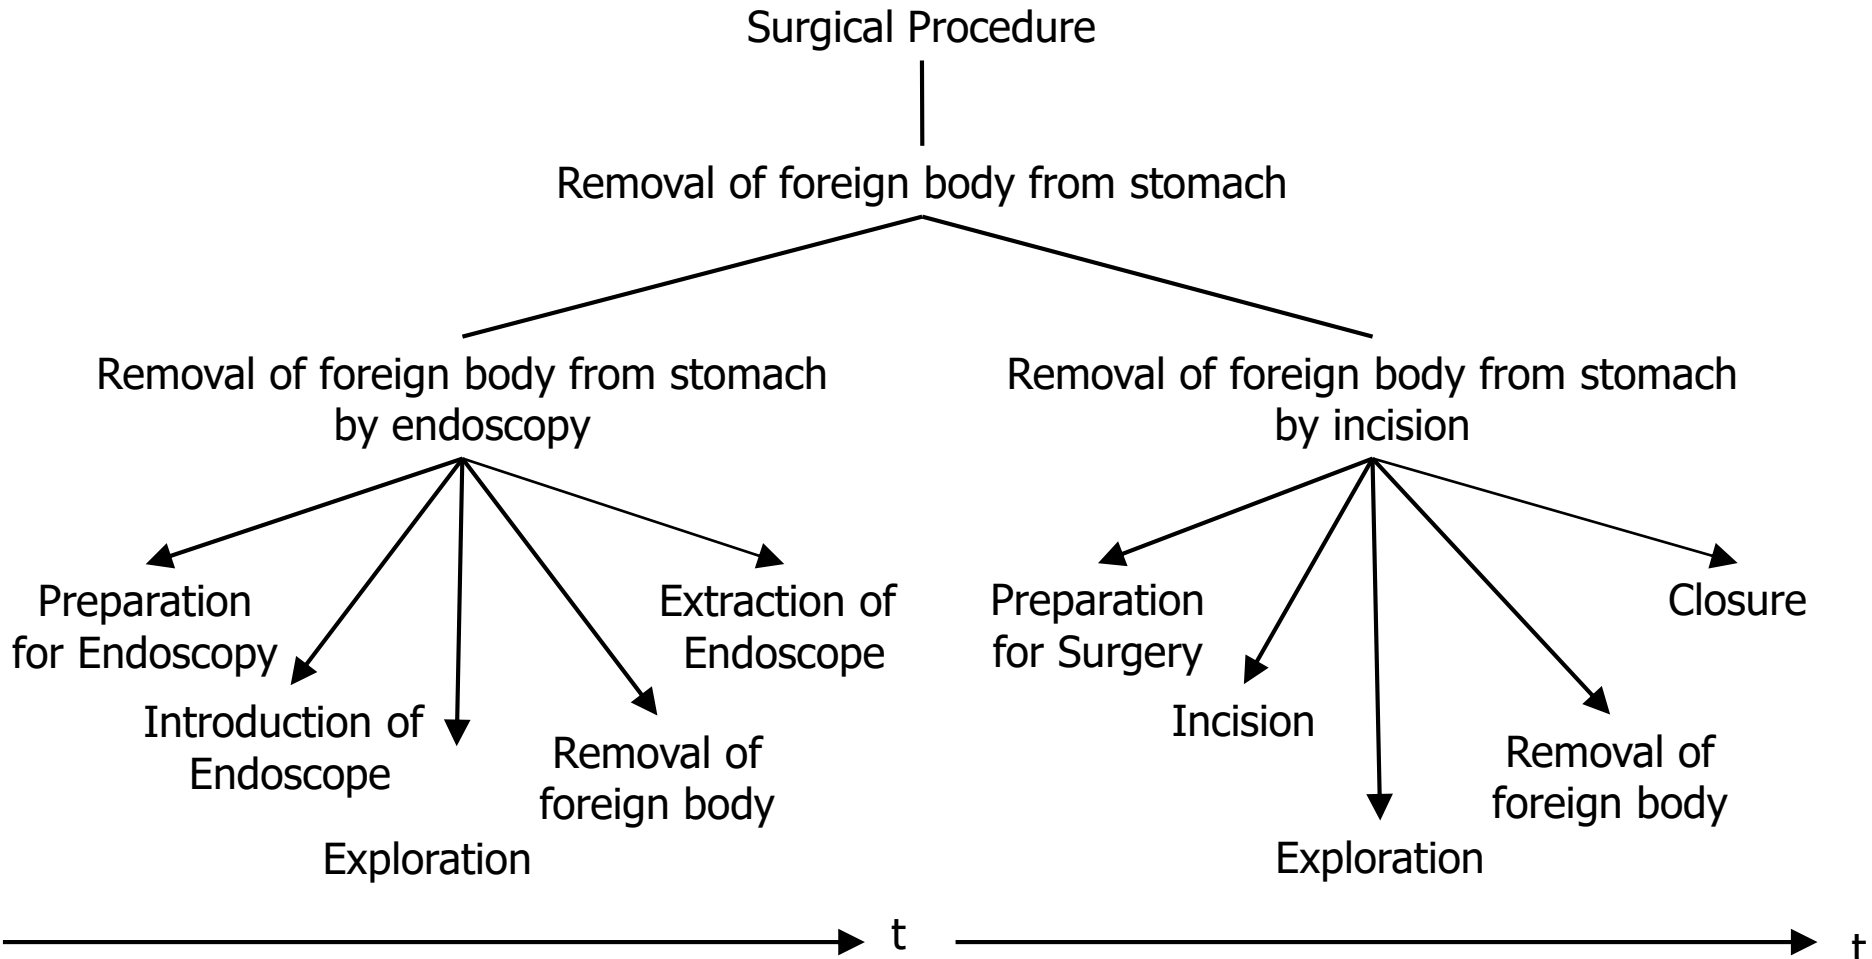 Surgical Procedure
Removal of foreign body from stomach
Removal of foreign body from stomach
by endoscopy
Removal of foreign body from stomach
by incision
Preparation
for Endoscopy
Introduction of
Endoscope
Exploration
Removal of
foreign body
Extraction of
Endoscope
Preparation
for Surgery
Incision
Exploration
Removal of
foreign body
Closure
t
t